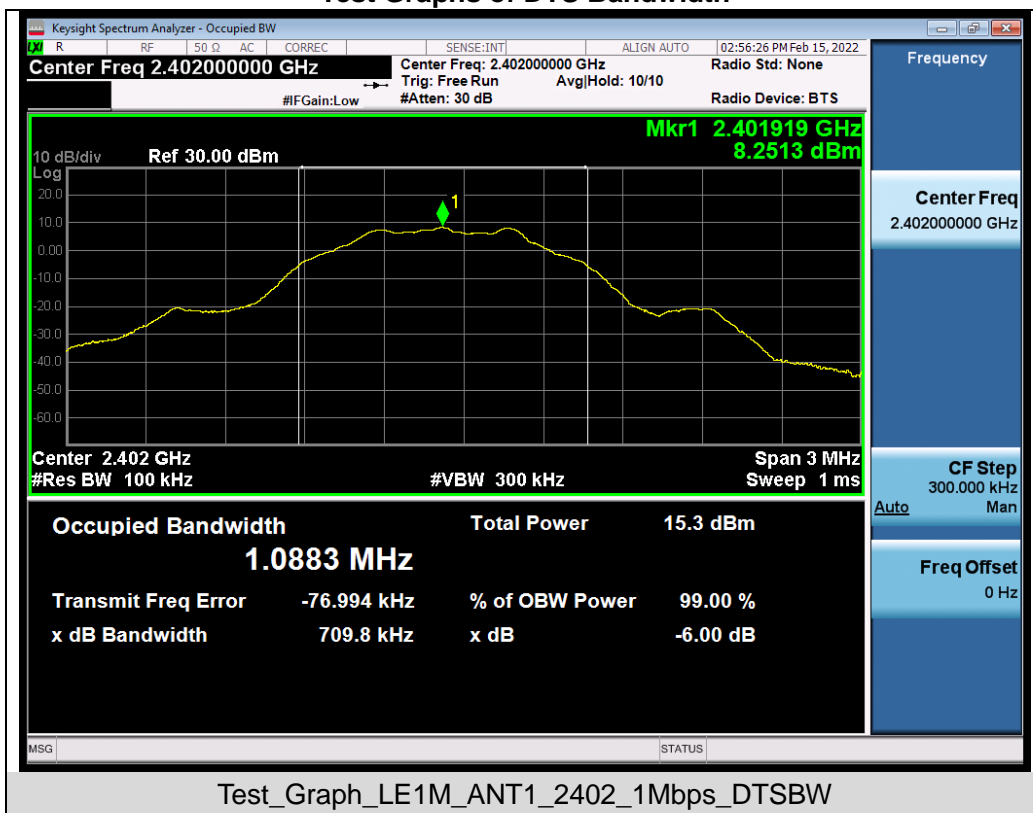 Keysight Spectrum Analyzer - Occupied BW
LXI R RF 50 Ω AC CORREC SENSE:INT ALIGN AUTO 02:56:26 PM Feb 15, 2022
Center Freq 2.402000000 GHz
Center Freq: 2.402000000 GHz Radio Std: None
Trig: Free Run Avg|Hold: 10/10
#IFGain:Low #Atten: 30 dB Radio Device: BTS
Frequency
Mkr1 2.401919 GHz
8.2513 dBm
10 dB/div Ref 30.00 dBm
Log
20.0
10.0
0.00
-10.0
-20.0
-30.0
-40.0
-50.0
-60.0
1
Center 2.402 GHz Span 3 MHz
#Res BW 100 kHz #VBW 300 kHz Sweep 1 ms
Occupied Bandwidth Total Power 15.3 dBm
1.0883 MHz
Transmit Freq Error -76.994 kHz % of OBW Power 99.00 %
x dB Bandwidth 709.8 kHz x dB -6.00 dB
Center Freq
2.402000000 GHz
CF Step
300.000 kHz
Auto Man
Freq Offset
0 Hz
MSG STATUS
Test_Graph_LE1M_ANT1_2402_1Mbps_DTSBW